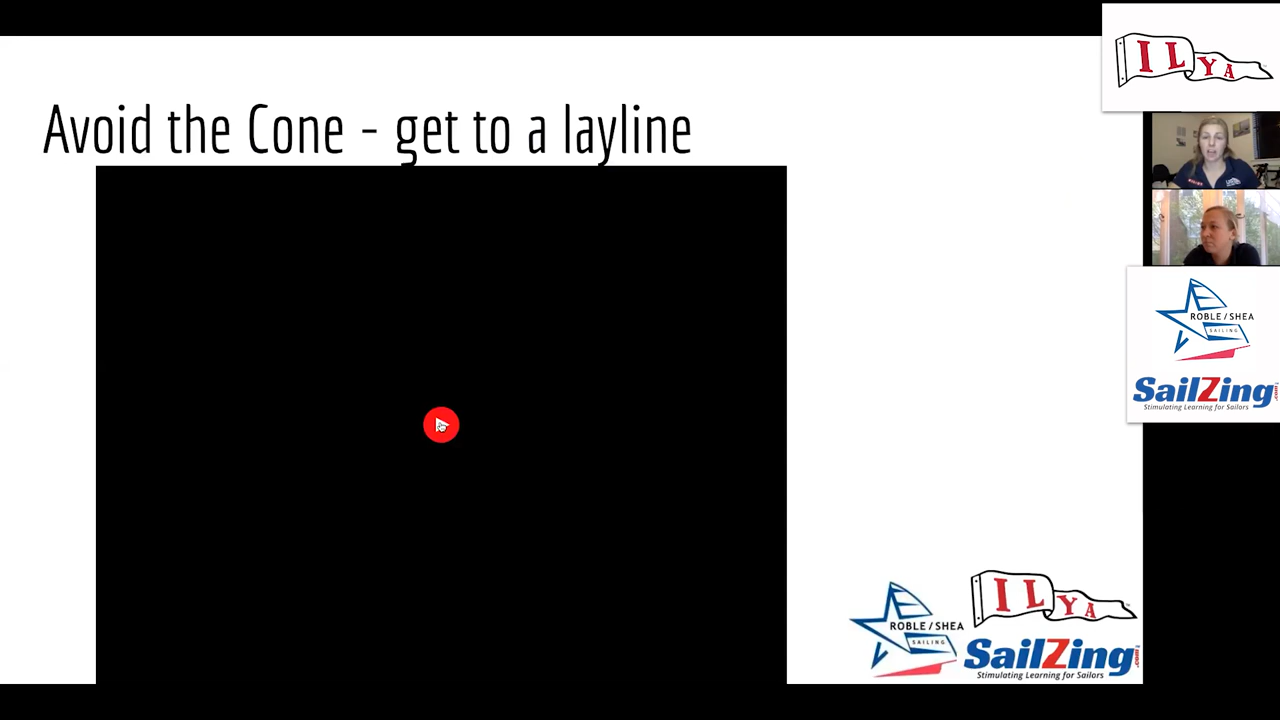 Avoid the Cone - get to a layline
ILYA
ROBLE / SHEA
SAILING
SailZing
Stimulating Learning for Sailors
ROBLE / SHEA
SAILING
ILYA
SailZing
Stimulating Learning for Sailors